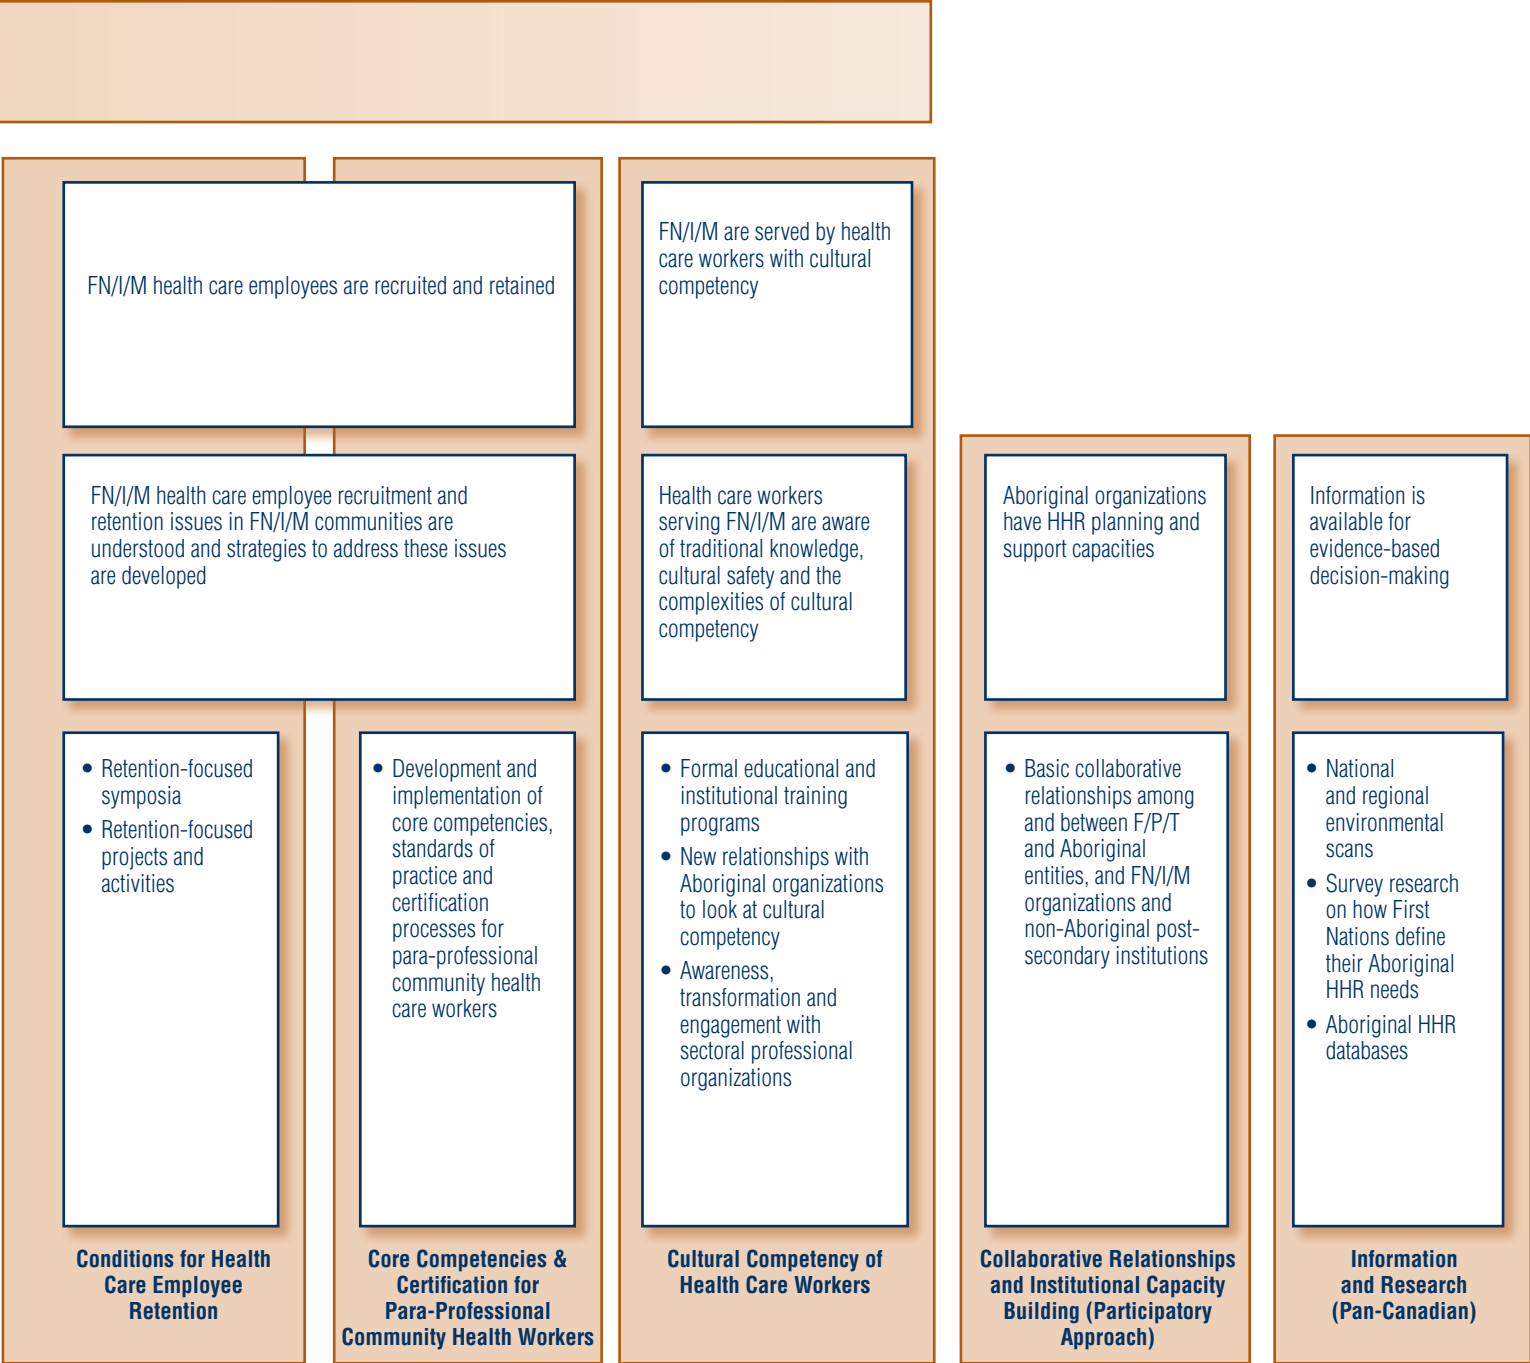 FN/I/M health care employees are recruited and retained
FN/I/M are served by health
care workers with cultural
competency
FN/I/M health care employee recruitment and
retention issues in FN/I/M communities are
understood and strategies to address these issues
are developed
Health care workers
serving FN/I/M are aware
of traditional knowledge,
cultural safety and the
complexities of cultural
competency
Aboriginal organizations
have HHR planning and
support capacities
Information is
available for
evidence-based
decision-making
• Retention-focused
symposia
• Retention-focused
projects and
activities
• Development and
implementation of
core competencies,
standards of
practice and
certification
processes for
para-professional
community health
care workers
• Formal educational and
institutional training
programs
• New relationships with
Aboriginal organizations
to look at cultural
competency
• Awareness,
transformation and
engagement with
sectoral professional
organizations
• Basic collaborative
relationships among
and between F/P/T
and Aboriginal
entities, and FN/I/M
organizations and
non-Aboriginal post-
secondary institutions
• National
and regional
environmental
scans
• Survey research
on how First
Nations define
their Aboriginal
HHR needs
• Aboriginal HHR
databases
Conditions for Health
Care Employee
Retention
Core Competencies &
Certification for
Para-Professional
Community Health Workers
Cultural Competency of
Health Care Workers
Collaborative Relationships
and Institutional Capacity
Building (Participatory
Approach)
Information
and Research
(Pan-Canadian)